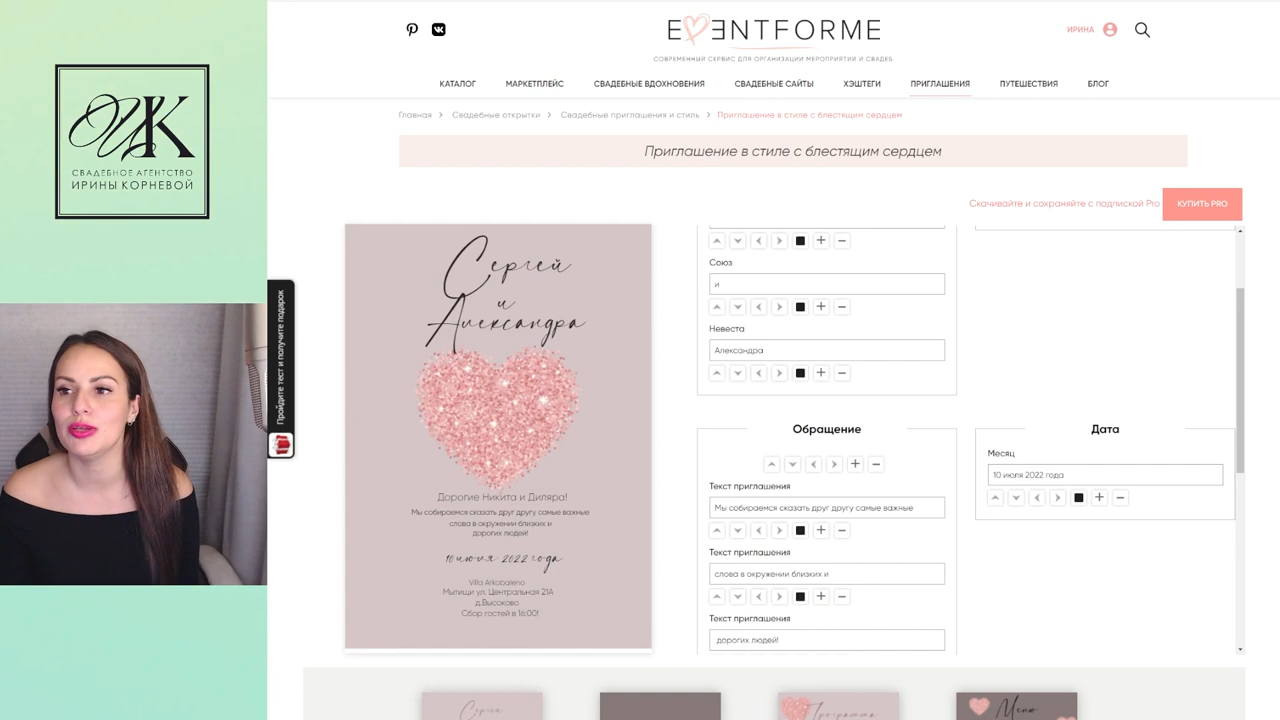 СВАДЕБНОЕ АГЕНТСТВО
ИРИНЫ КОРНЕВОЙ
EVENTFORME
СОВРЕМЕННЫЙ СЕРВИС ДЛЯ ОРГАНИЗАЦИИ МЕРОПРИЯТИЙ И СВАДЕБ
ИРИНА
КАТАЛОГ МАРКЕТПЛЕЙС СВАДЕБНЫЕ ВДОХНОВЕНИЯ СВАДЕБНЫЕ САЙТЫ ХЭШТЕГИ ПРИГЛАШЕНИЯ ПУТЕШЕСТВИЯ БЛОГ
Главная > Свадебные открытки > Свадебные приглашения и стиль > Приглашение в стиле с блестящим сердцем
Приглашение в стиле с блестящим сердцем
Скачивайте и сохраняйте с подпиской Pro КУПИТЬ PRO
Пройдите тест и получите подарок
Сергей
и
Александра
Дорогие Никита и Диляра!
Мы собираемся сказать друг другу самые важные
слова в окружении близких и
дорогих людей!
10 июля 2022 года
Villa Arkobaleno
Мытищи ул. Центральная 21А
д.Высоково
Сбор гостей в 16:00!
Союз
и
Невеста
Александра
Обращение
Текст приглашения
Мы собираемся сказать друг другу самые важные
Текст приглашения
слова в окружении близких и
Текст приглашения
дорогих людей!
Дата
Месяц
10 июля 2022 года
Сергей
Программа
Меню